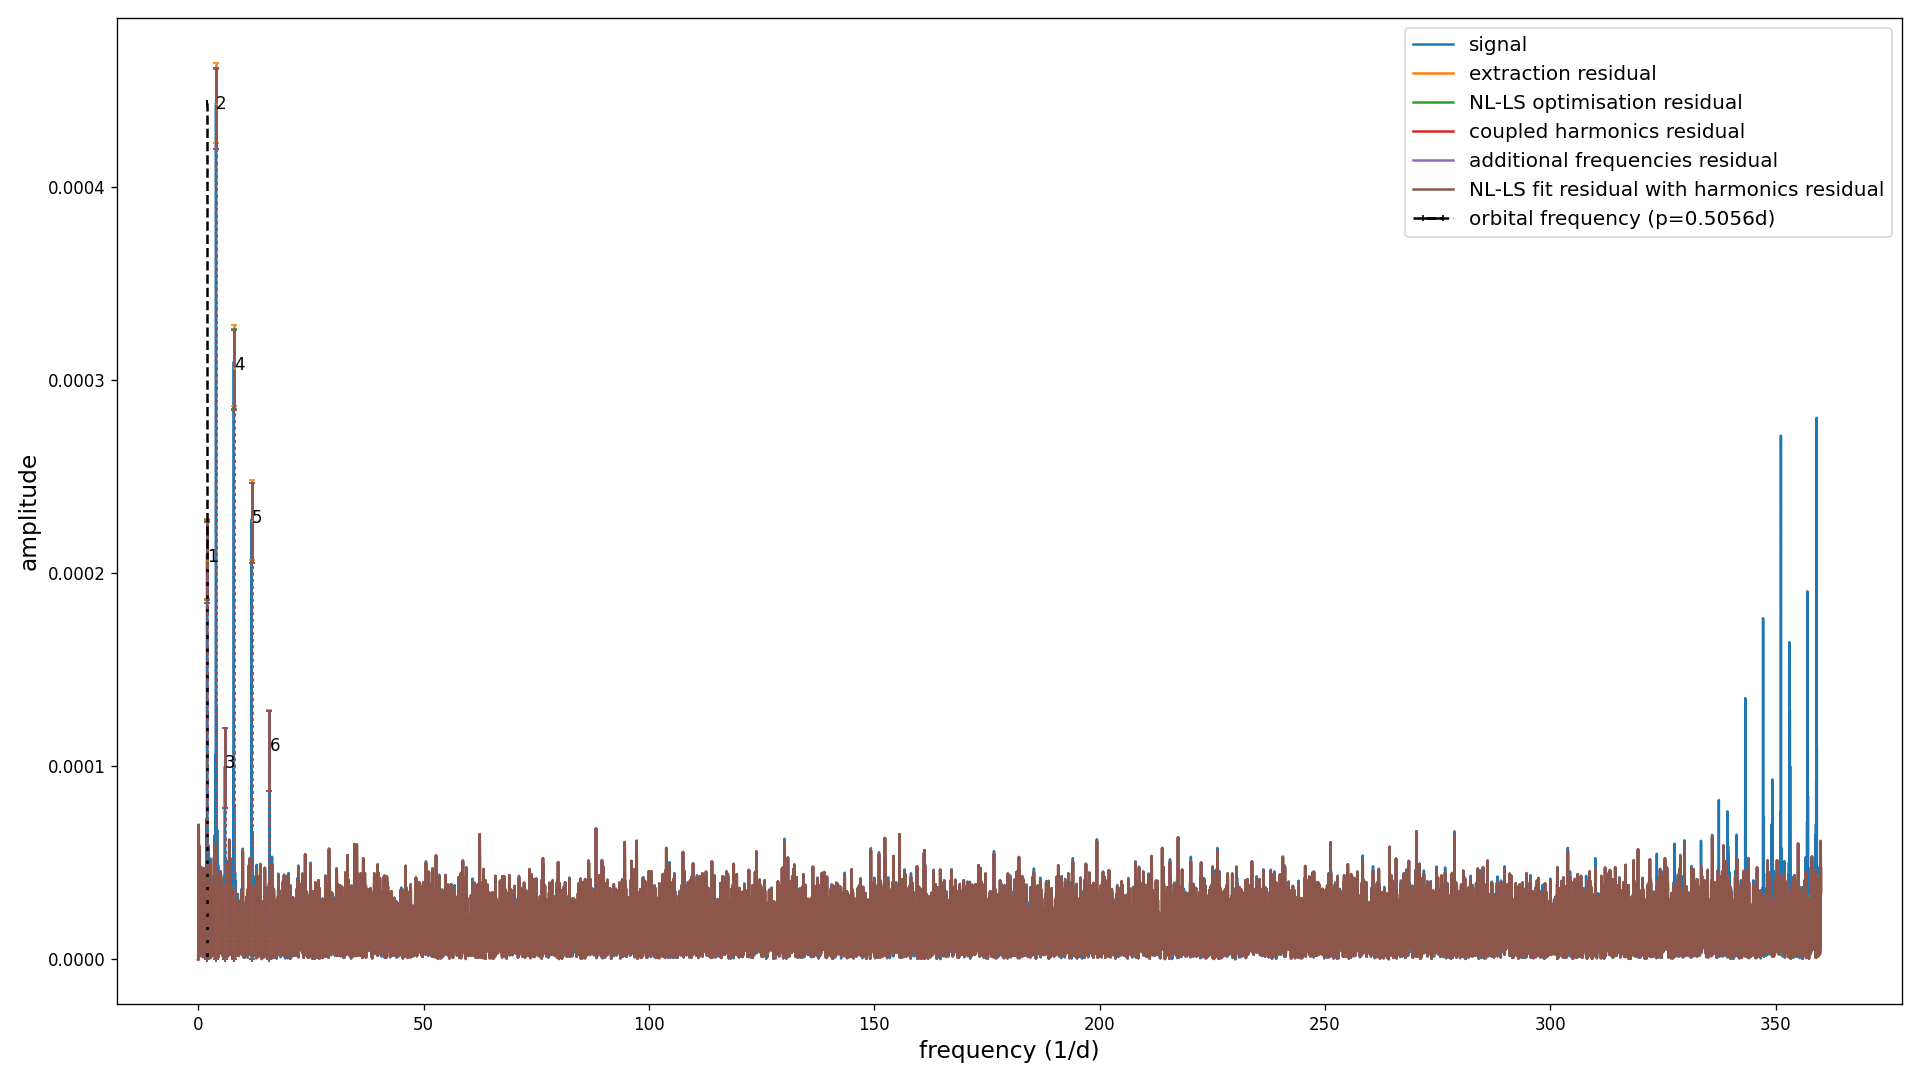 signal
extraction residual
NL-LS optimisation residual
coupled harmonics residual
additional frequencies residual
NL-LS fit residual with harmonics residual
orbital frequency (p=0.5056d)
amplitude
0.0004
0.0003
0.0002
0.0001
0.0000
2
4
5
1
6
3
0
50
100
150
200
250
300
350
frequency (1/d)